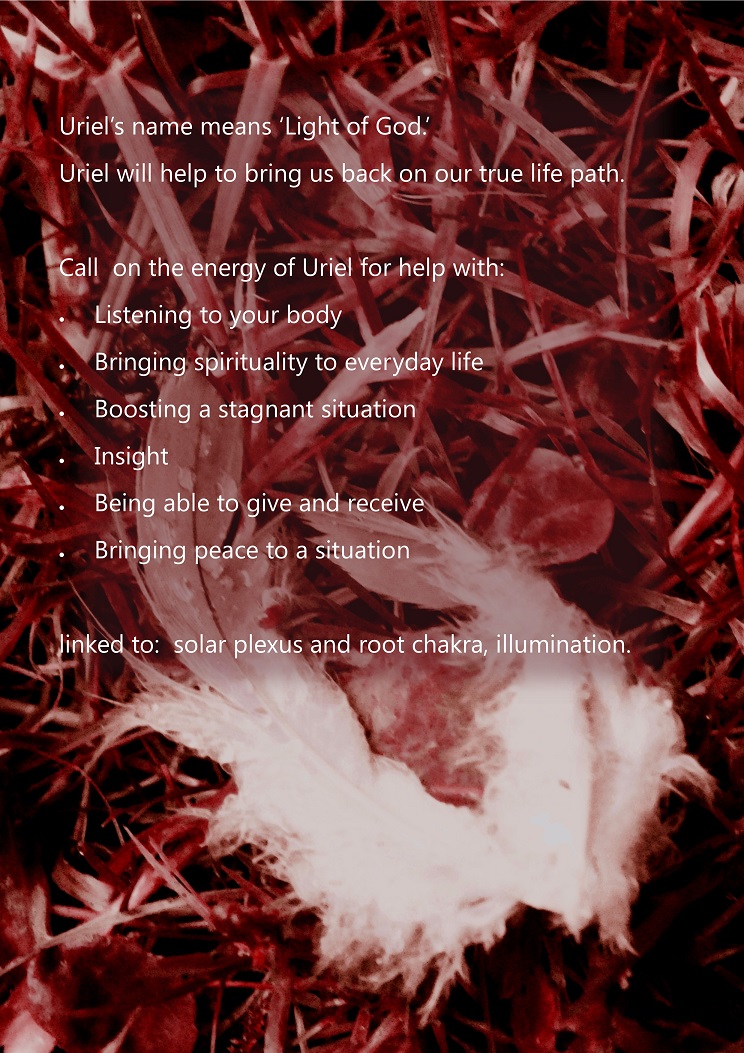 Uriel's name means ‘Light of God.’
Uriel will help to bring us back on our true life path.
Call  on the energy of Uriel for help with:
• Listening to your body
• Bringing spirituality to everyday life
• Boosting a stagnant situation
• Insight
• Being able to give and receive
• Bringing peace to a situation
linked to:  solar plexus and root chakra, illumination.